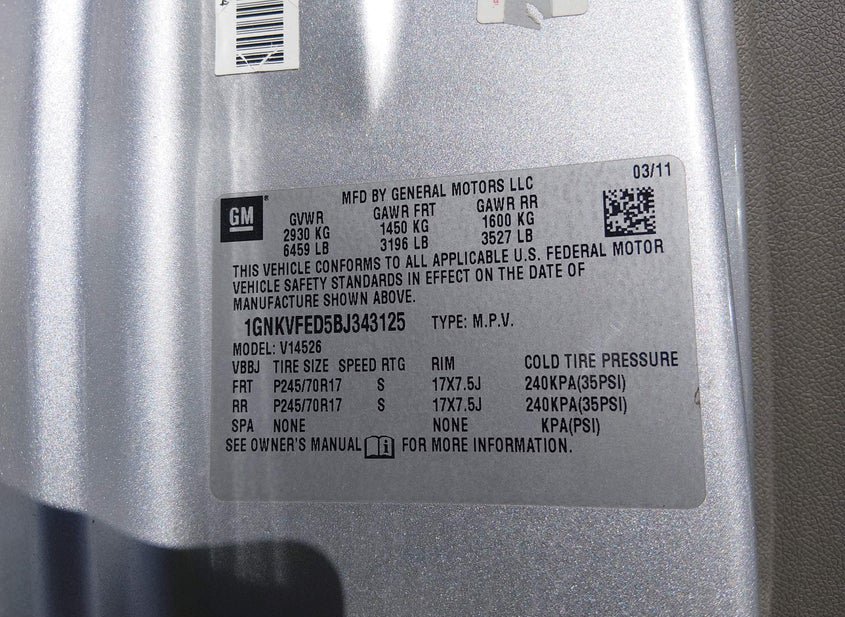 03/11
MFD BY GENERAL MOTORS LLC
GM®
GVWR GAWR FRT GAWR RR
2930 KG 1450 KG 1600 KG
6459 LB 3196 LB 3527 LB
THIS VEHICLE CONFORMS TO ALL APPLICABLE U.S. FEDERAL MOTOR
VEHICLE SAFETY STANDARDS IN EFFECT ON THE DATE OF
MANUFACTURE SHOWN ABOVE.
1GNKVFED5BJ343125 TYPE: M.P.V.
MODEL: V14526
VBBJ TIRE SIZE SPEED RTG RIM COLD TIRE PRESSURE
FRT P245/70R17 S 17X7.5J 240KPA(35PSI)
RR P245/70R17 S 17X7.5J 240KPA(35PSI)
SPA NONE NONE KPA(PSI)
SEE OWNER'S MANUAL i FOR MORE INFORMATION.